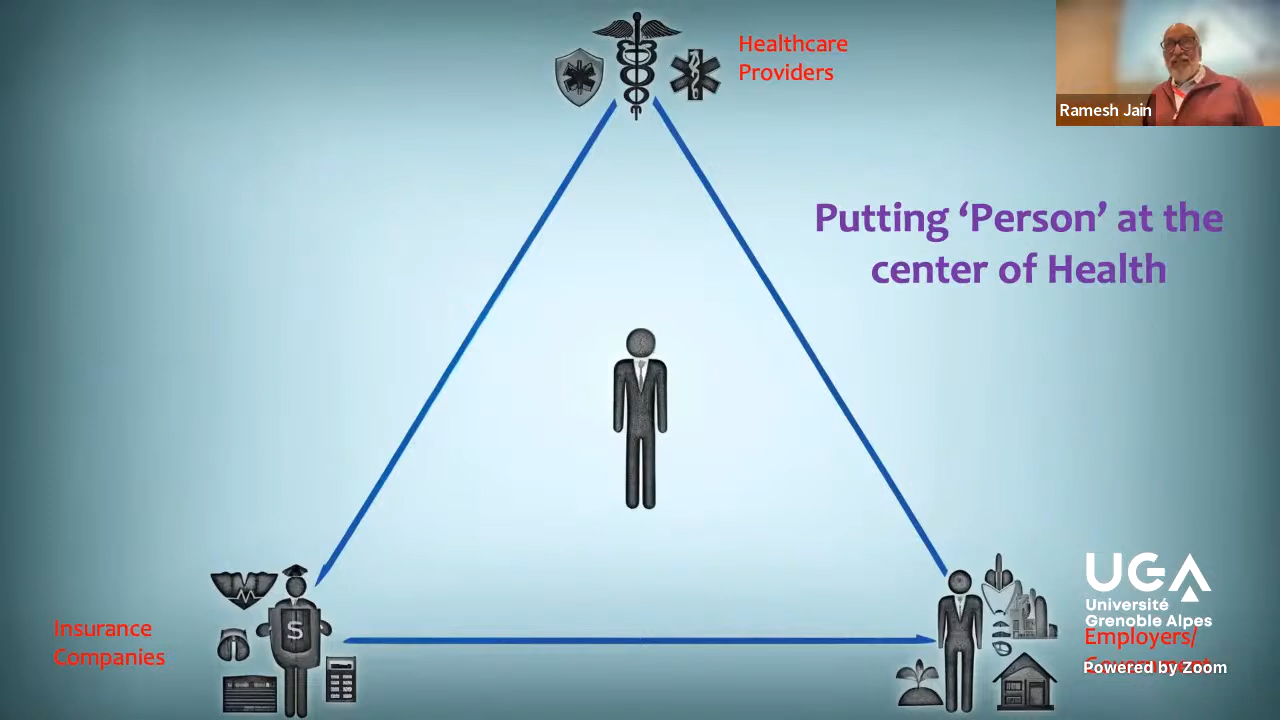 Healthcare
Providers
Ramesh Jain
Putting ‘Person’ at the
center of Health
UGA
Université
Grenoble Alpes
Insurance
Companies
S
Employers/
Powered by Zoom